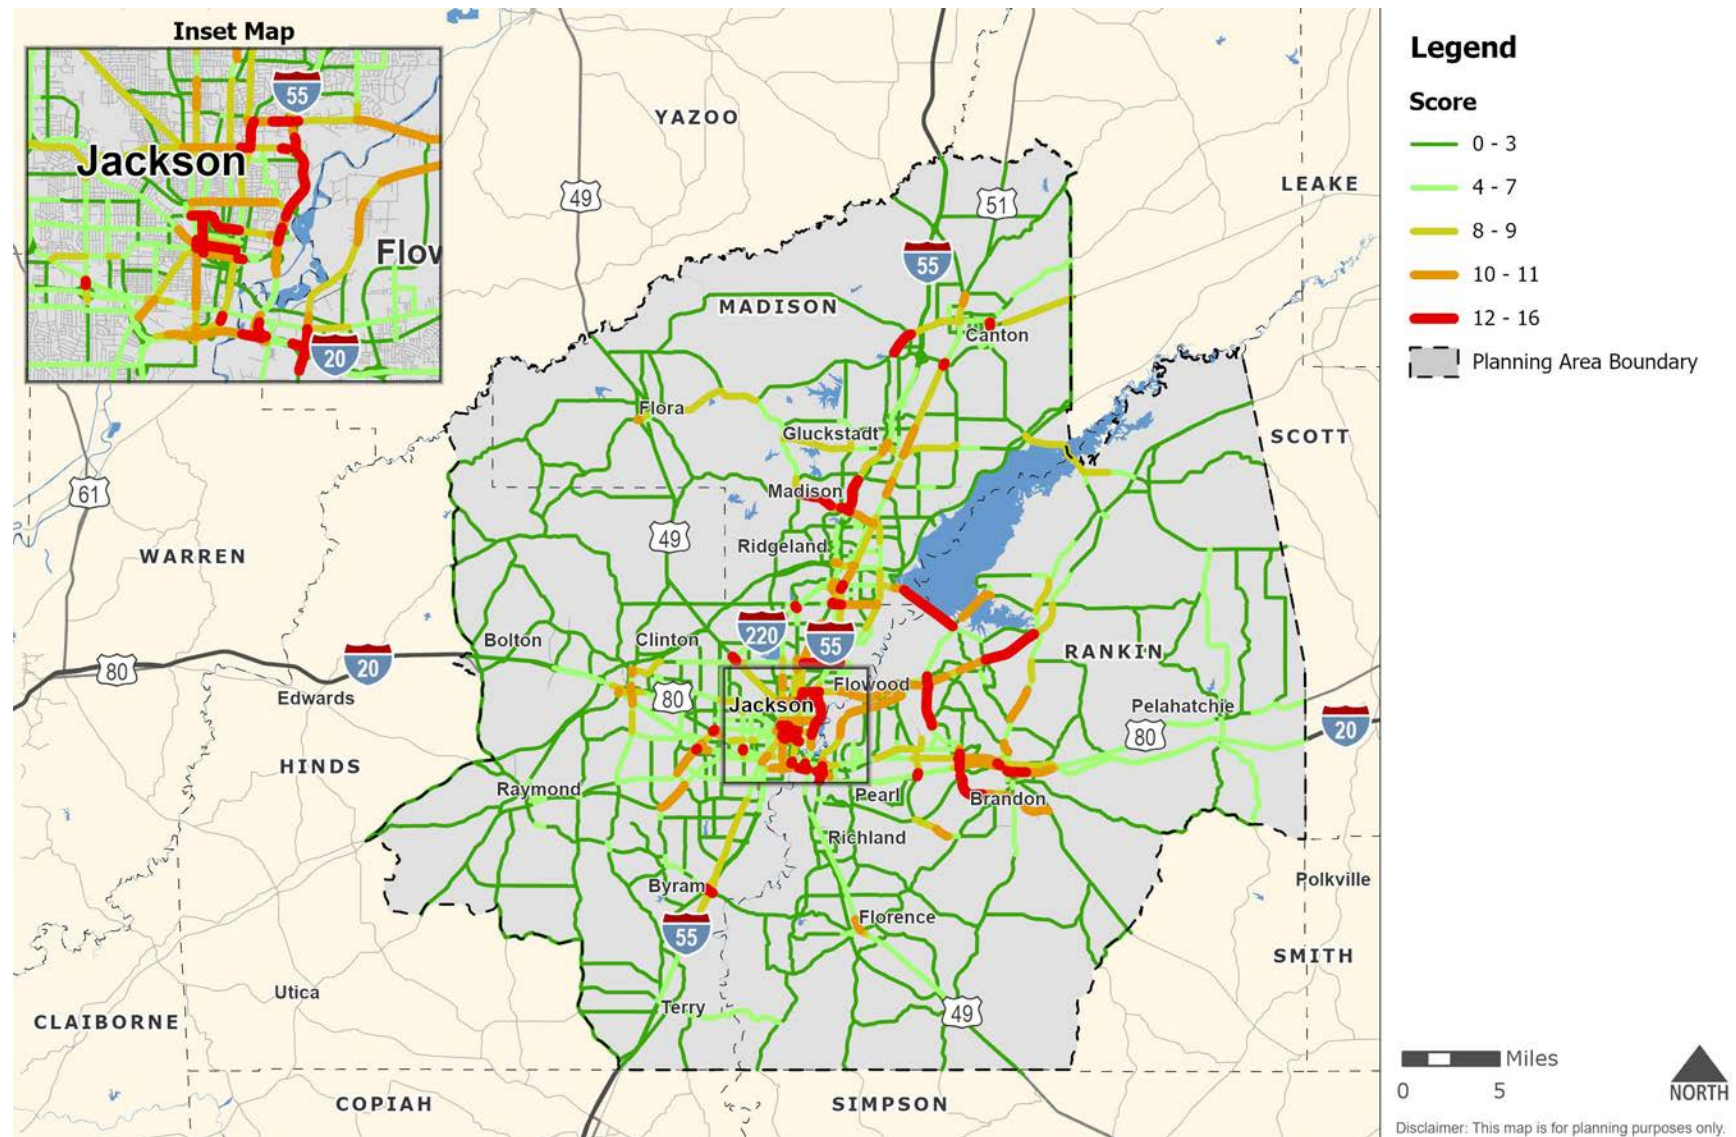 Inset Map
55
Jackson
Flow
20
YAZOO
49
LEAKE
51
55
MADISON
Canton
Flora
Gluckstadt
SCOTT
61
Madison
49
Ridgeland
WARREN
220
55
Bolton
Clinton
20
80
RANKIN
Edwards
80
Flowood
Jackson
Pelahatchie
80
20
HINDS
Raymond
Pearl
Brandon
Richland
Byram
Polkville
55
Florence
SMITH
Utica
Terry
49
CLAIBORNE
COPIAH
SIMPSON
Legend
Score
0 - 3
4 - 7
8 - 9
10 - 11
12 - 16
Planning Area Boundary
Miles
0 5
NORTH
Disclaimer: This map is for planning purposes only.